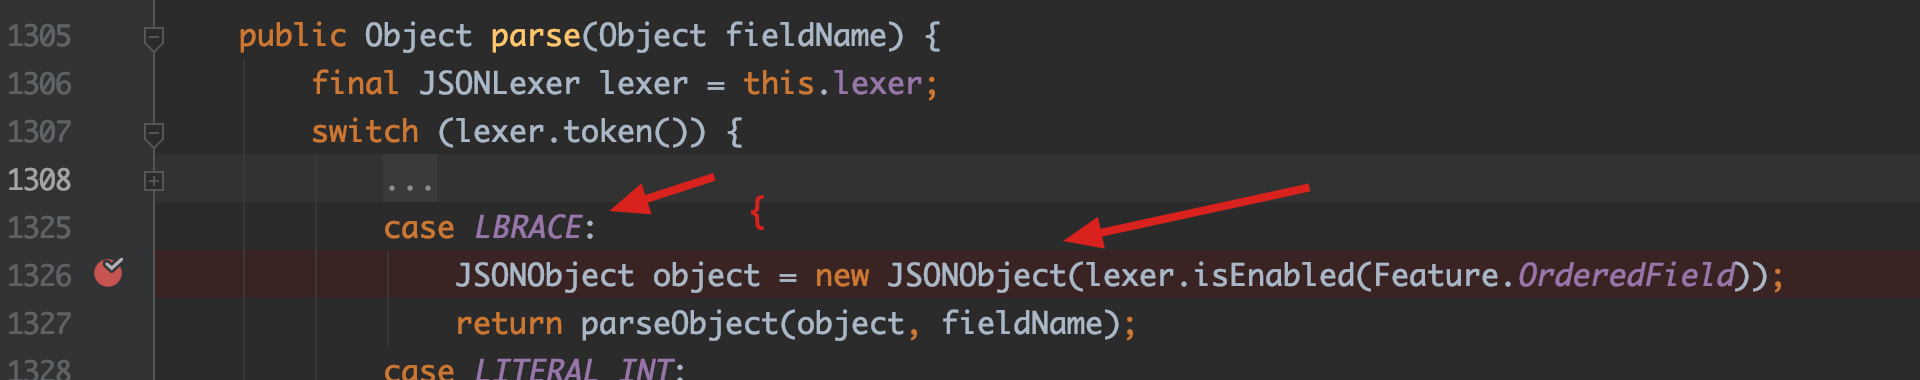 1305 public Object parse(Object fieldName) {
1306 final JSONLexer lexer = this.lexer;
1307 switch (lexer.token()) {
1308 ...
{
1325 case LBRACE:
1326 JSONObject object = new JSONObject(lexer.isEnabled(Feature.OrderedField));
1327 return parseObject(object, fieldName);
1328 case LITERAL_INT: